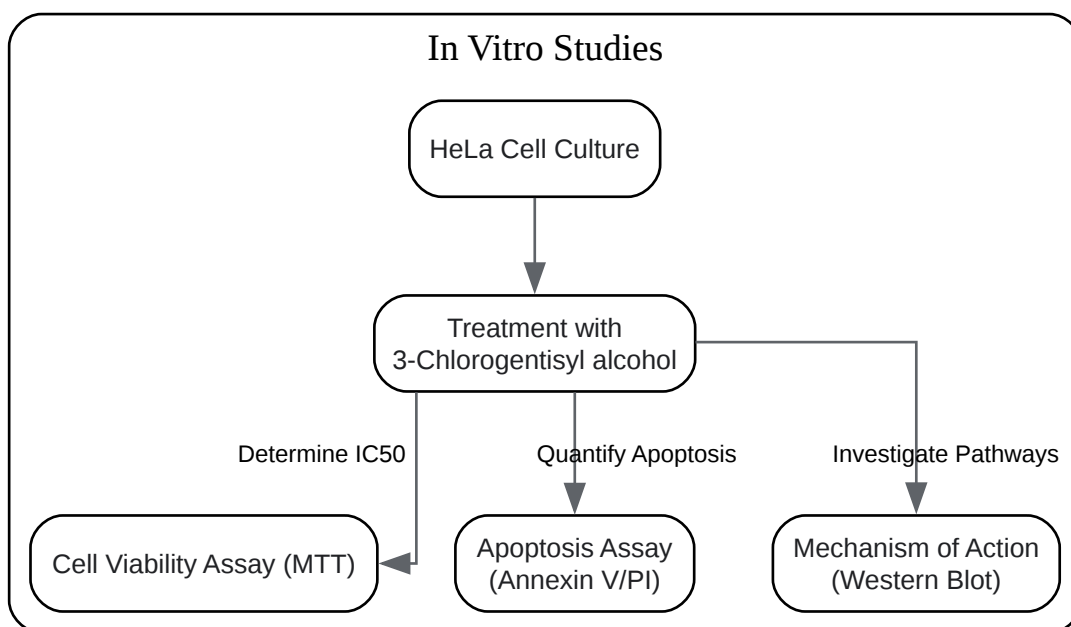 In Vitro Studies
HeLa Cell Culture
Treatment with
3-Chlorogentisyl alcohol
Determine IC50
Quantify Apoptosis
Investigate Pathways
Cell Viability Assay (MTT)
Apoptosis Assay
(Annexin V/PI)
Mechanism of Action
(Western Blot)